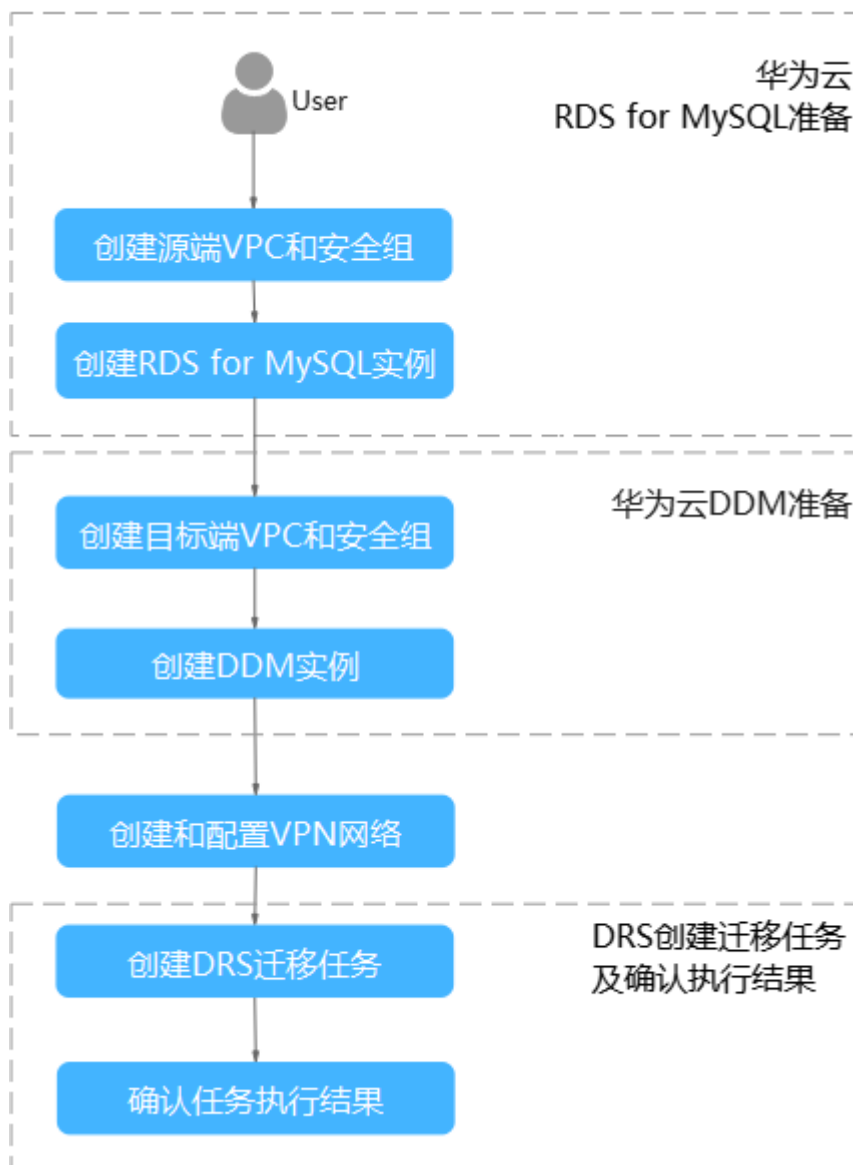 User
华为云
RDS for MySQL准备
创建源端VPC和安全组
创建RDS for MySQL实例
华为云DDM准备
创建目标端VPC和安全组
创建DDM实例
创建和配置VPN网络
DRS创建迁移任务
及确认执行结果
创建DRS迁移任务
确认任务执行结果